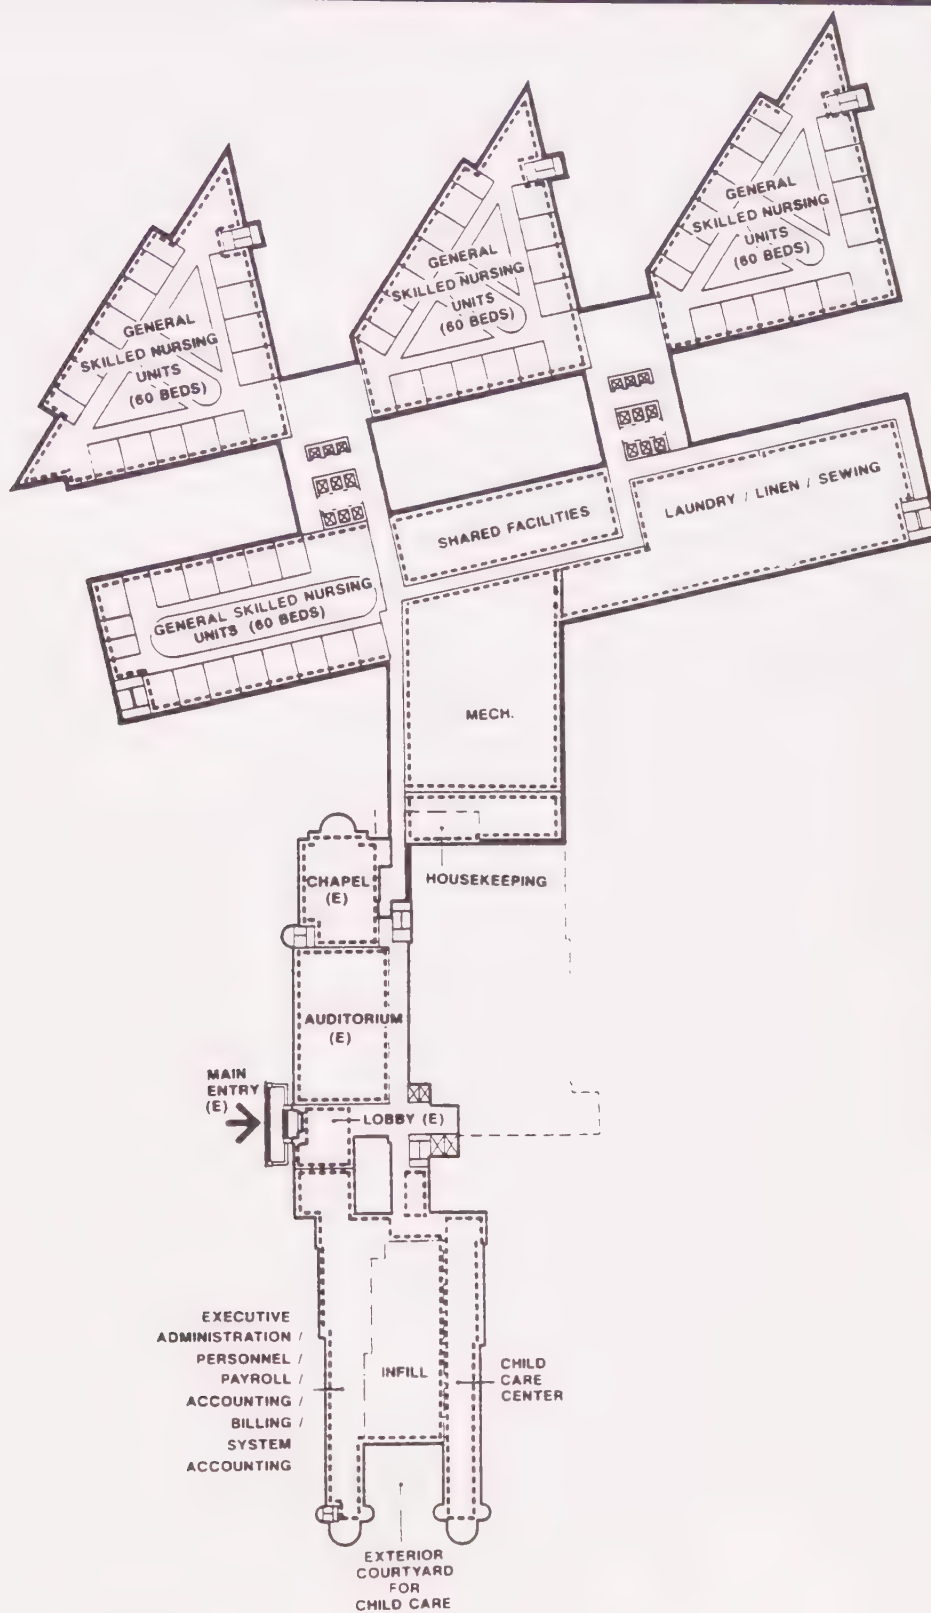 GENERAL
SKILLED NURSING
UNITS
(60 BEDS)
GENERAL
SKILLED NURSING
UNITS
(60 BEDS)
GENERAL
SKILLED NURSING
UNITS
(60 BEDS)
LAUNDRY / LINEN / SEWING
SHARED FACILITIES
GENERAL SKILLED NURSING
UNITS (60 BEDS)
MECH.
HOUSEKEEPING
CHAPEL
(E)
AUDITORIUM
(E)
MAIN
ENTRY
(E)
LOBBY (E)
EXECUTIVE
ADMINISTRATION /
PERSONNEL /
PAYROLL /
ACCOUNTING /
BILLING /
SYSTEM
ACCOUNTING
INFILL
CHILD
CARE
CENTER
EXTERIOR
COURTYARD
FOR
CHILD CARE